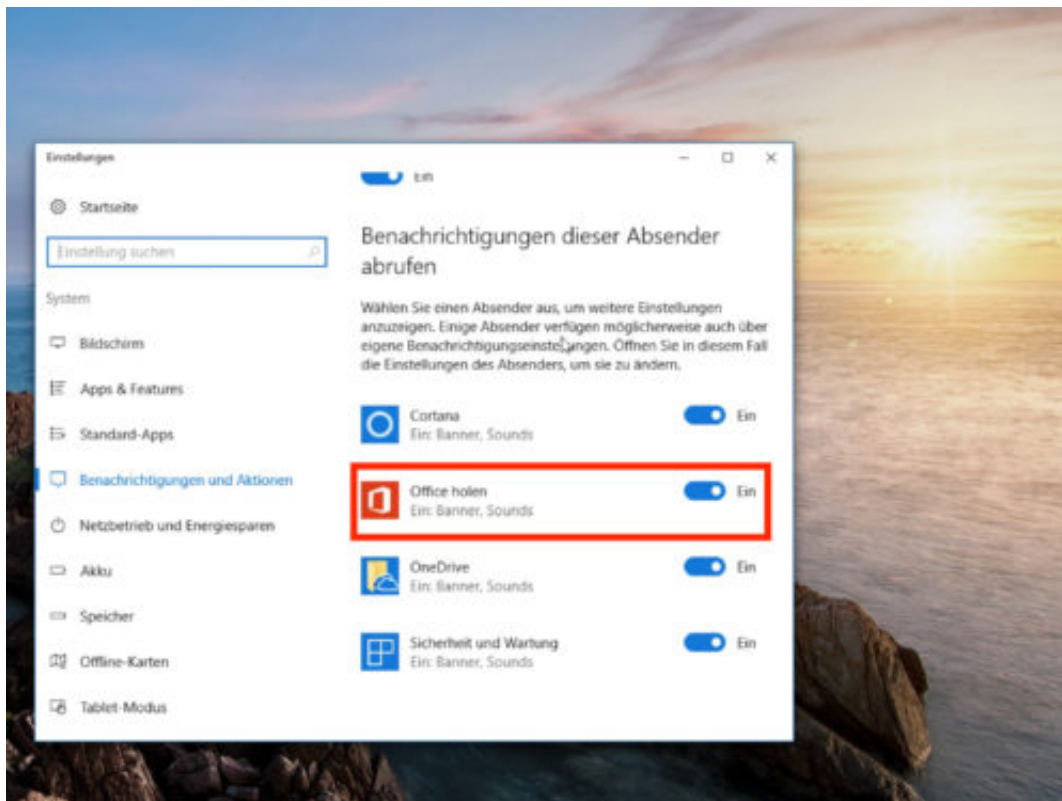 Einstellungen
Ein
Startseite
Einstellung suchen
System
Bildschirm
Apps & Features
Standard-Apps
Benachrichtigungen und Aktionen
Netzbetrieb und Energiesparen
Akku
Speicher
Offline-Karten
Tablet-Modus
Benachrichtigungen dieser Absender
abrufen
Wählen Sie einen Absender aus, um weitere Einstellungen
anzuzeigen. Einige Absender verfügen möglicherweise auch über
eigene Benachrichtigungseinstellungen. Öffnen Sie in diesem Fall
die Einstellungen des Absenders, um sie zu ändern.
Cortana
Ein
Ein: Banner, Sounds
Office holen
Ein
Ein: Banner, Sounds
OneDrive
Ein
Ein: Banner, Sounds
Sicherheit und Wartung
Ein
Ein: Banner, Sounds